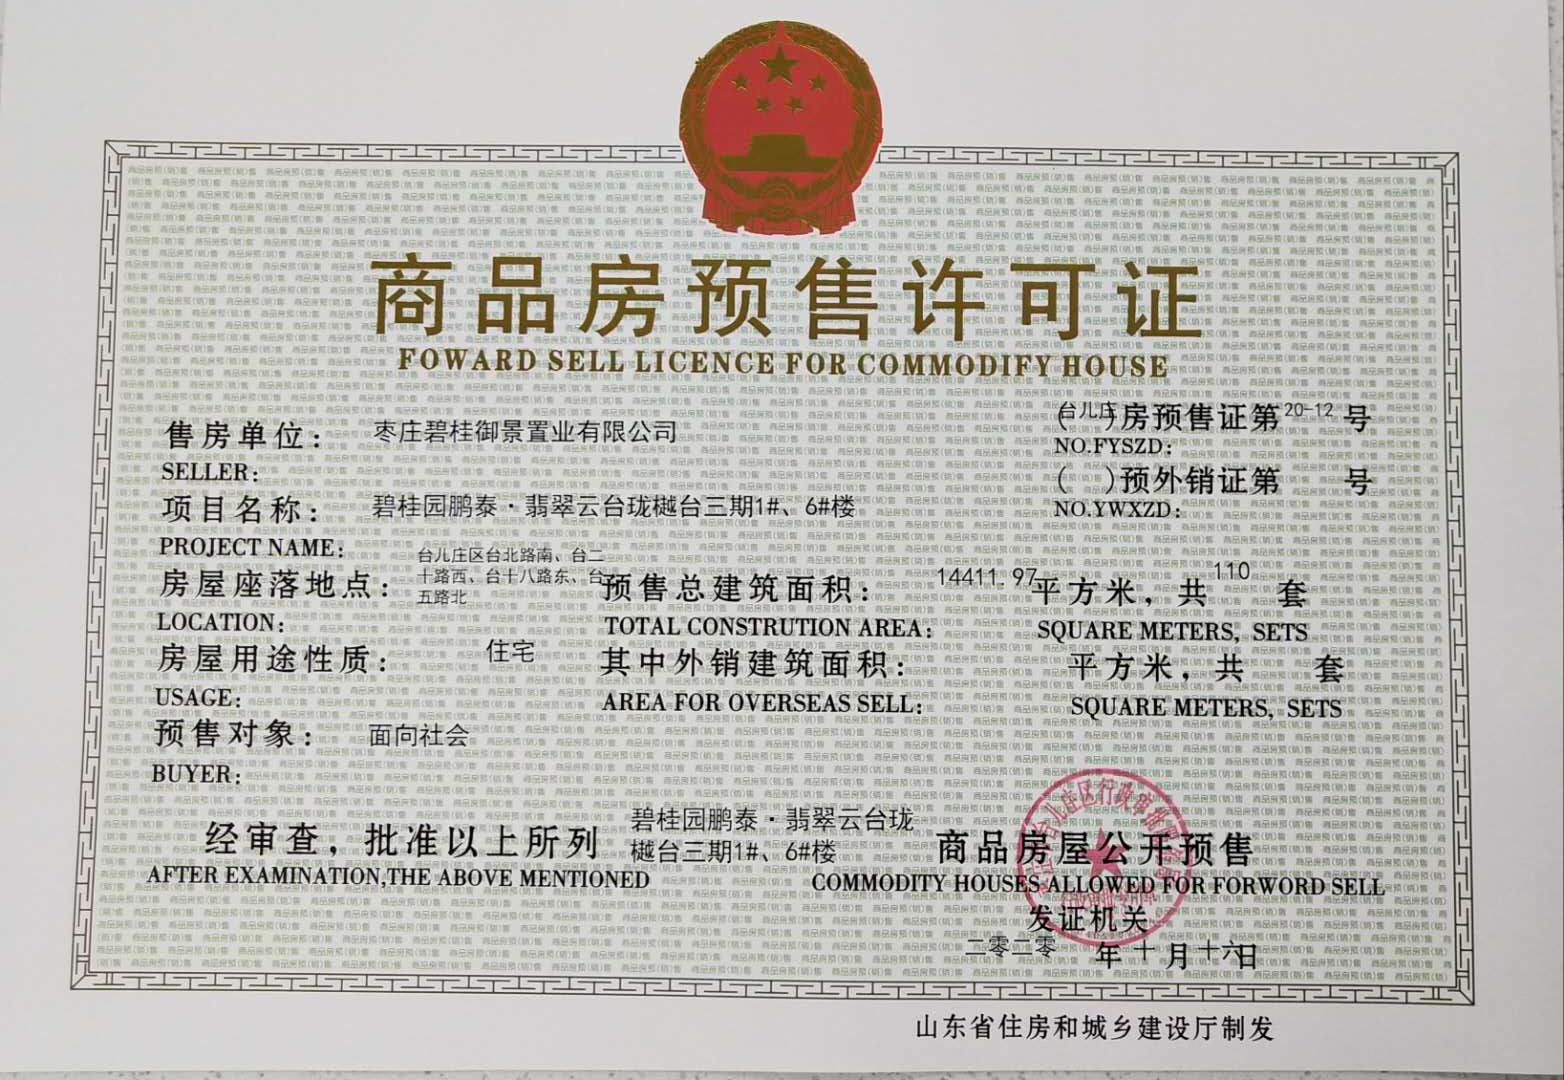 商品房预售许可证
FOWARD SELL LICENCE FOR COMMODIFY HOUSE
售房单位： 枣庄碧桂御景置业有限公司
SELLER:
（台儿庄）房预售证第20-12号
NO.FYSZD:
（ ）预外销证第 号
NO.YWXZD:
项目名称： 碧桂园鹏泰·翡翠云台珑樾台三期1#、6#楼
PROJECT NAME:
房屋座落地点： 台儿庄区台北路南、台二
十路西、台十八路东、台
五路北
LOCATION:
预售总建筑面积： 14411.97平方米，共 110 套
TOTAL CONSTRUTION AREA: SQUARE METERS, SETS
房屋用途性质： 住宅
USAGE:
其中外销建筑面积： 平方米，共 套
AREA FOR OVERSEAS SELL: SQUARE METERS, SETS
预售对象： 面向社会
BUYER:
经审查，批准以上所列 碧桂园鹏泰·翡翠云台珑
樾台三期1#、6#楼 商品房屋公开预售
AFTER EXAMINATION,THE ABOVE MENTIONED COMMODITY HOUSES ALLOWED FOR FORWORD SELL
发证机关
二零二零 年 十 月 十六日
山东省住房和城乡建设厅制发